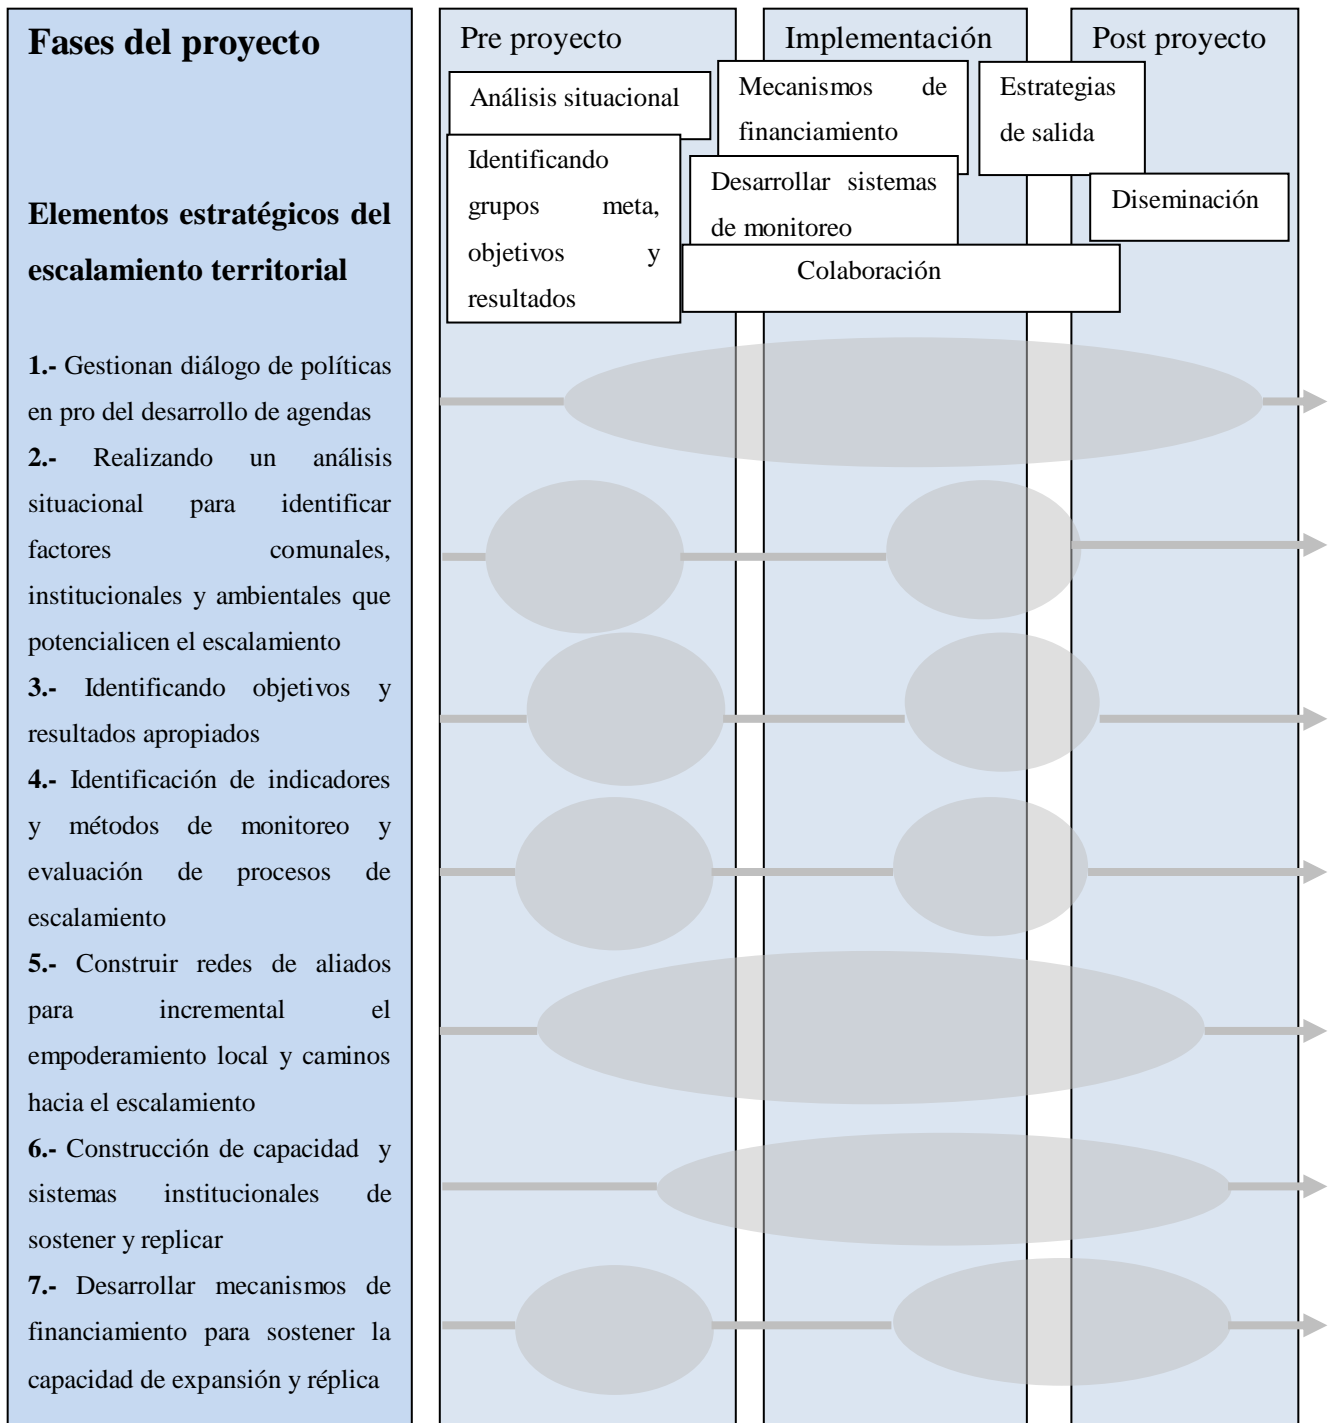 Fases del proyecto
Elementos estratégicos del
escalamiento territorial
1.- Gestionan diálogo de políticas
en pro del desarrollo de agendas
2.- Realizando un análisis
situacional para identificar
factores comunales,
institucionales y ambientales que
potencialicen el escalamiento
3.- Identificando objetivos y
resultados apropiados
4.- Identificación de indicadores
y métodos de monitoreo y
evaluación de procesos de
escalamiento
5.- Construir redes de aliados
para incremental el
empoderamiento local y caminos
hacia el escalamiento
6.- Construcción de capacidad y
sistemas institucionales de
sostener y replicar
7.- Desarrollar mecanismos de
financiamiento para sostener la
capacidad de expansión y réplica
Pre proyecto
Análisis situacional
Identificando
grupos meta,
objetivos y
resultados
Implementación
Mecanismos de
financiamiento
Desarrollar sistemas
de monitoreo
Colaboración
Post proyecto
Estrategias
de salida
Diseminación